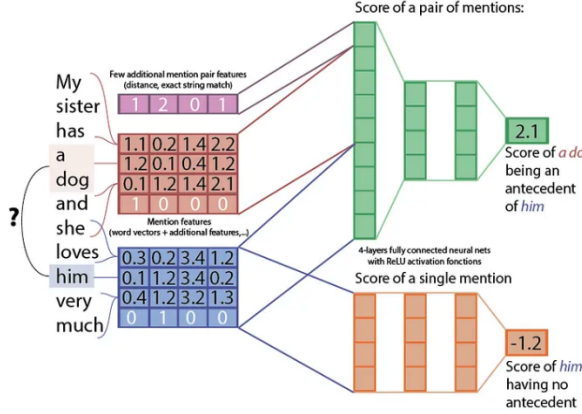 Score of a pair of mentions:
My
sister
has
a
dog
and
she
loves
him
very
much
?
Few additional mention pair features
(distance, exact string match)
1 2 0 1
1.1 0.2 1.4 2.2
1.2 0.1 0.4 1.2
0.1 1.2 1.4 2.1
1 0 0 0
Mention features
(word vectors + additional features,...)
0.3 0.2 3.4 1.2
0.1 1.2 3.4 0.2
0.4 1.2 3.2 1.3
0 1 0 0
2.1
Score of a do
being an
antecedent
of him
4-layers fully connected neural nets
with ReLU activation fonctions
Score of a single mention
-1.2
Score of him
having no
antecedent